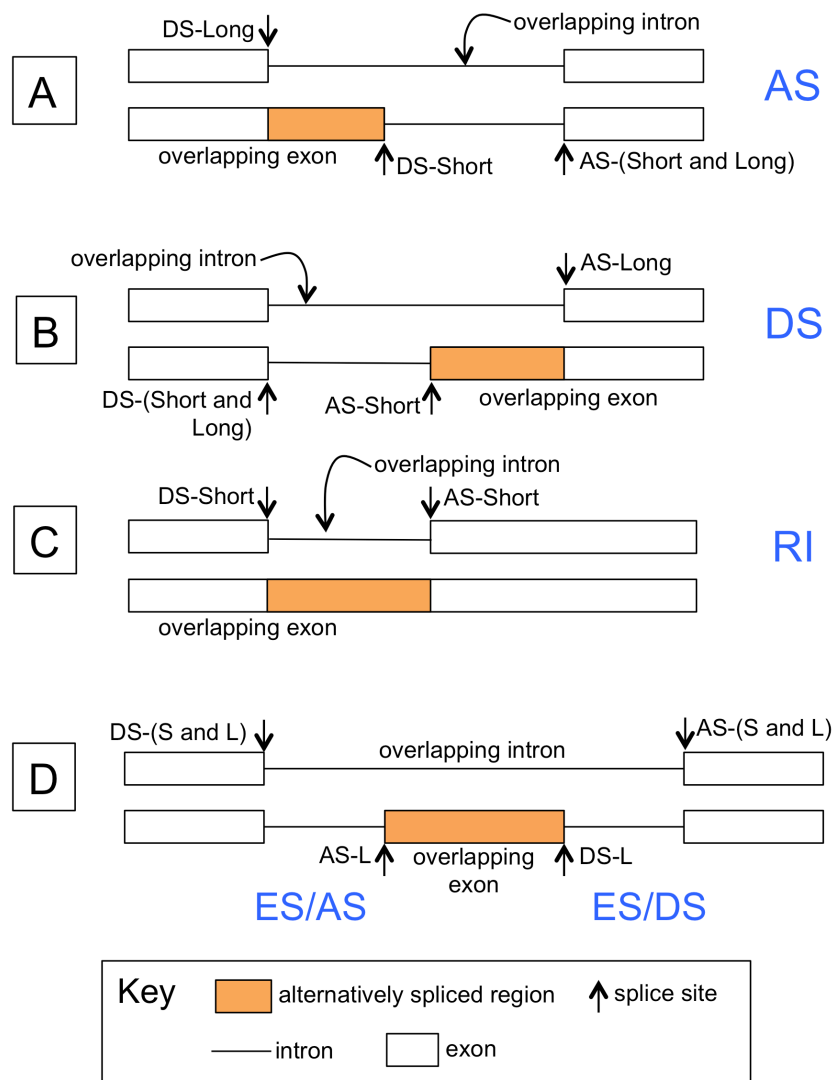 DS-Long
overlapping intron
A
AS
overlapping exon
DS-Short
AS-(Short and Long)
overlapping intron
AS-Long
B
DS
DS-(Short and
Long)
AS-Short
overlapping exon
overlapping intron
DS-Short
AS-Short
C
RI
overlapping exon
DS-(S and L)
AS-(S and L)
overlapping intron
D
AS-L
overlapping
exon
DS-L
ES/AS
ES/DS
Key
alternatively spliced region
splice site
intron
exon